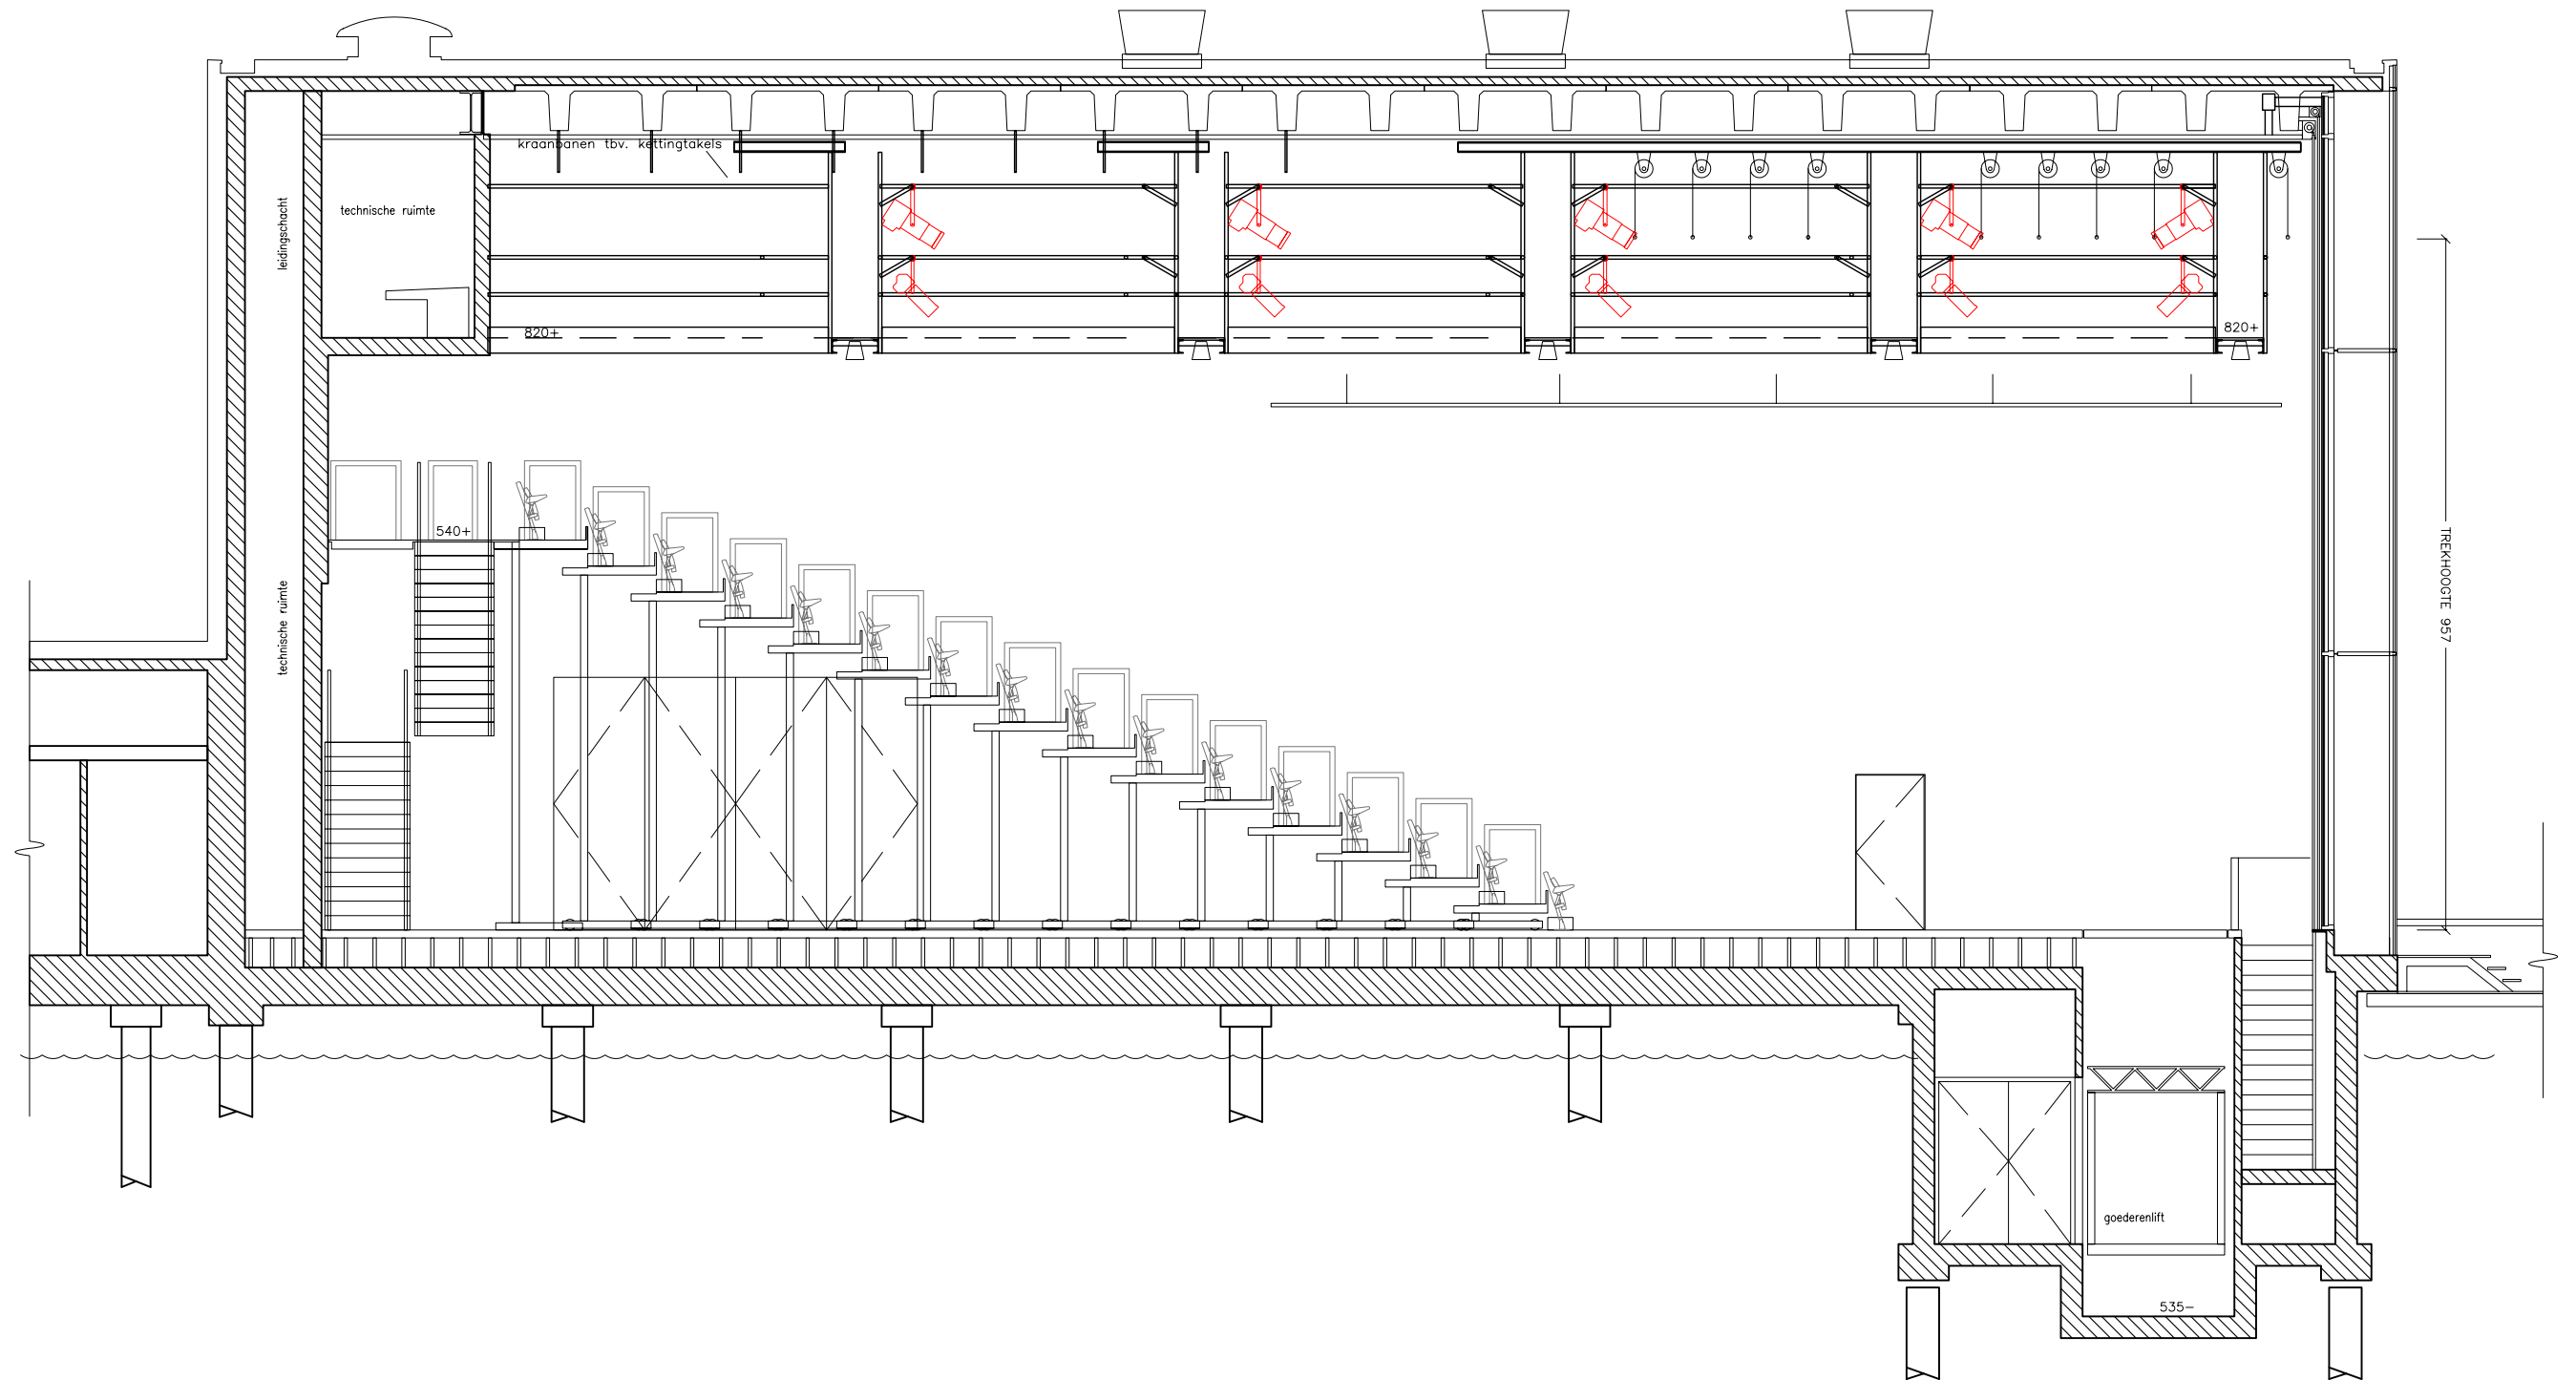 kraanbanen tbv. kettingtakels
leidingschacht
technische ruimte
820+
820+
540+
TREKHOOGTE 957
technische ruimte
goederenlift
535-